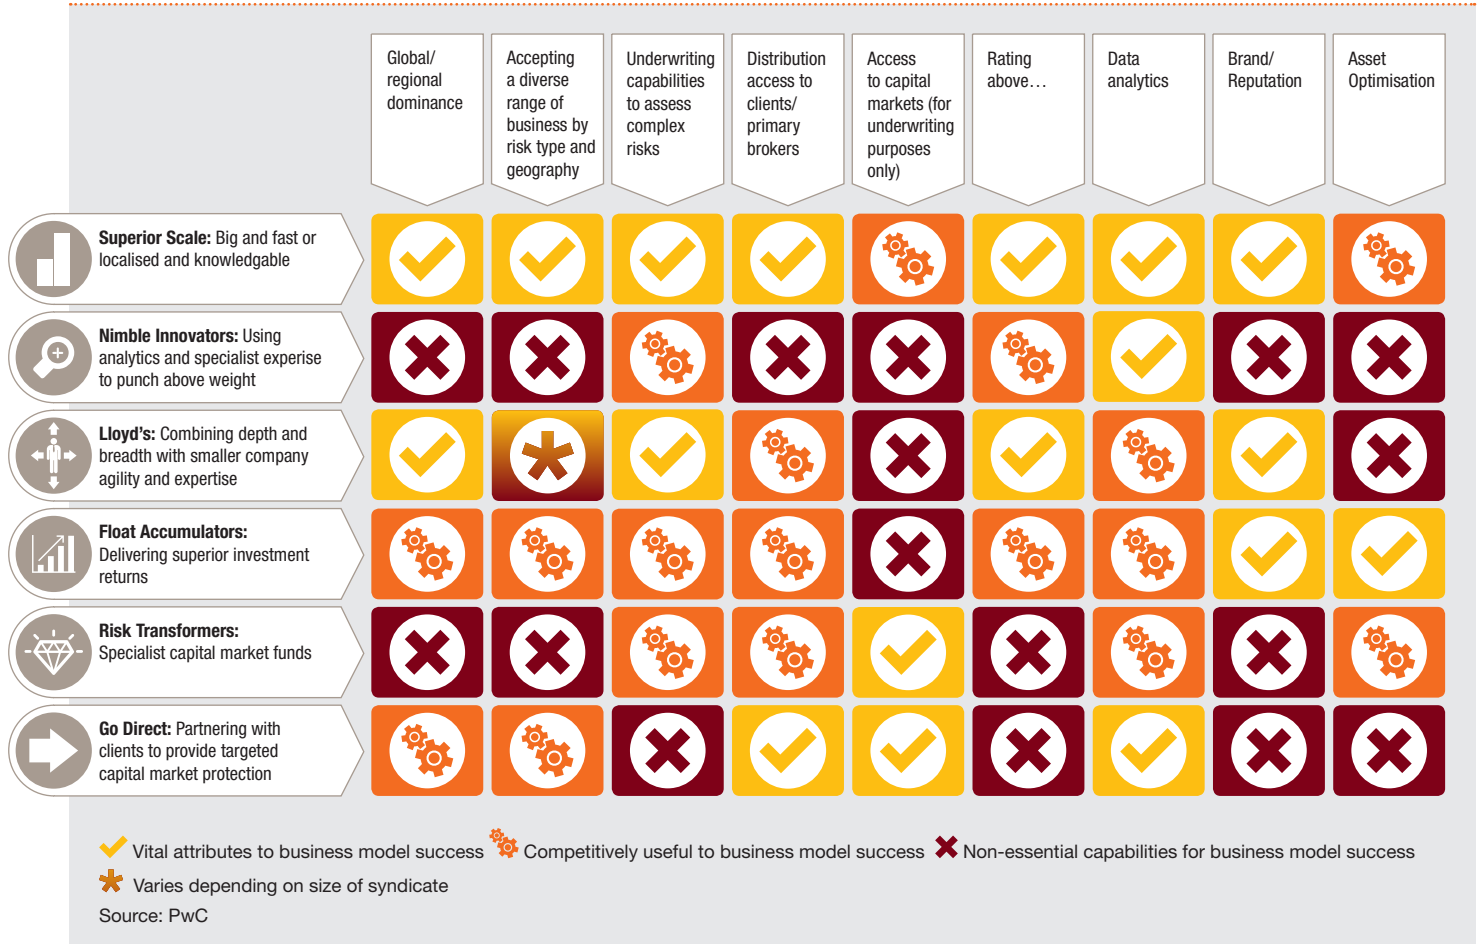 Global/
regional
dominance
Accepting
a diverse
range of
business by
risk type and
geography
Underwriting
capabilities
to assess
complex
risks
Distribution
access to
clients/
primary
brokers
Access
to capital
markets (for
underwriting
purposes
only)
Rating
above…
Data
analytics
Brand/
Reputation
Asset
Optimisation
Superior Scale: Big and fast or
localised and knowledgable
Nimble Innovators: Using
analytics and specialist experise
to punch above weight
Lloyd's: Combining depth and
breadth with smaller company
agility and expertise
Float Accumulators:
Delivering superior investment
returns
Risk Transformers:
Specialist capital market funds
Go Direct: Partnering with
clients to provide targeted
capital market protection
Vital attributes to business model success Competitively useful to business model success Non-essential capabilities for business model success
Varies depending on size of syndicate
Source: PwC